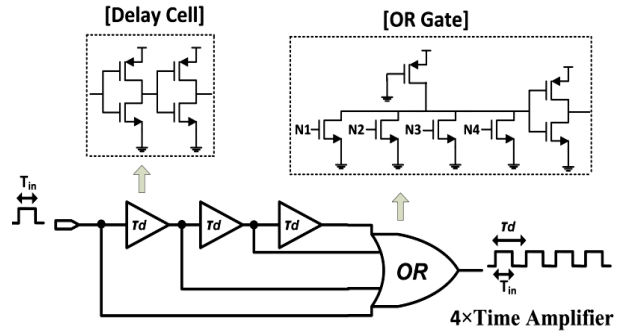 [Delay Cell]
[OR Gate]
N1
N2
N3
N4
Tin
Td
Td
Td
OR
Td
Tin
4×Time Amplifier